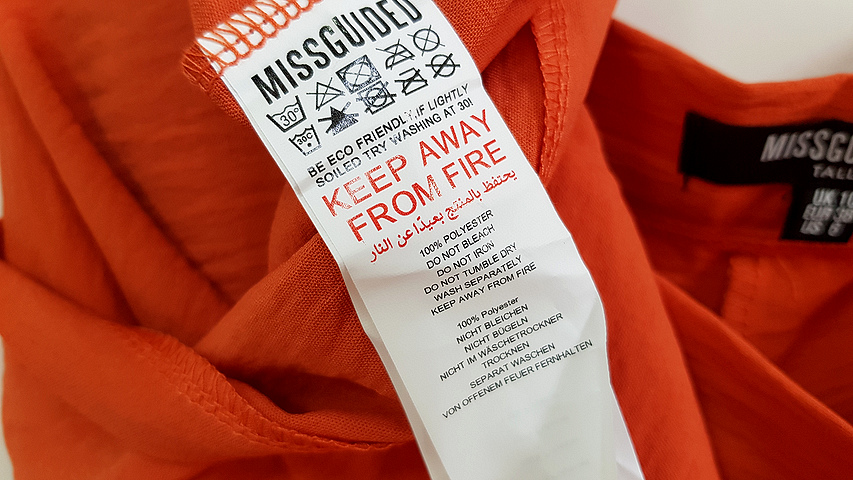 MISSGUIDED
30°
30°C
BE ECO FRIENDLY, IF LIGHTLY
SOILED TRY WASHING AT 30!
KEEP AWAY
FROM FIRE
يحتفظ بالمنتج بعيدًا عن النار
100% POLYESTER
DO NOT BLEACH
DO NOT IRON
DO NOT TUMBLE DRY
WASH SEPARATELY
KEEP AWAY FROM FIRE
100% Polyester
NICHT BLEICHEN
NICHT BÜGELN
NICHT IM WÄSCHETROCKNER
TROCKNEN
SEPARAT WASCHEN
VON OFFENEM FEUER FERNHALTEN
MISSGU
TALL
UK 10
EUR 38
US 6